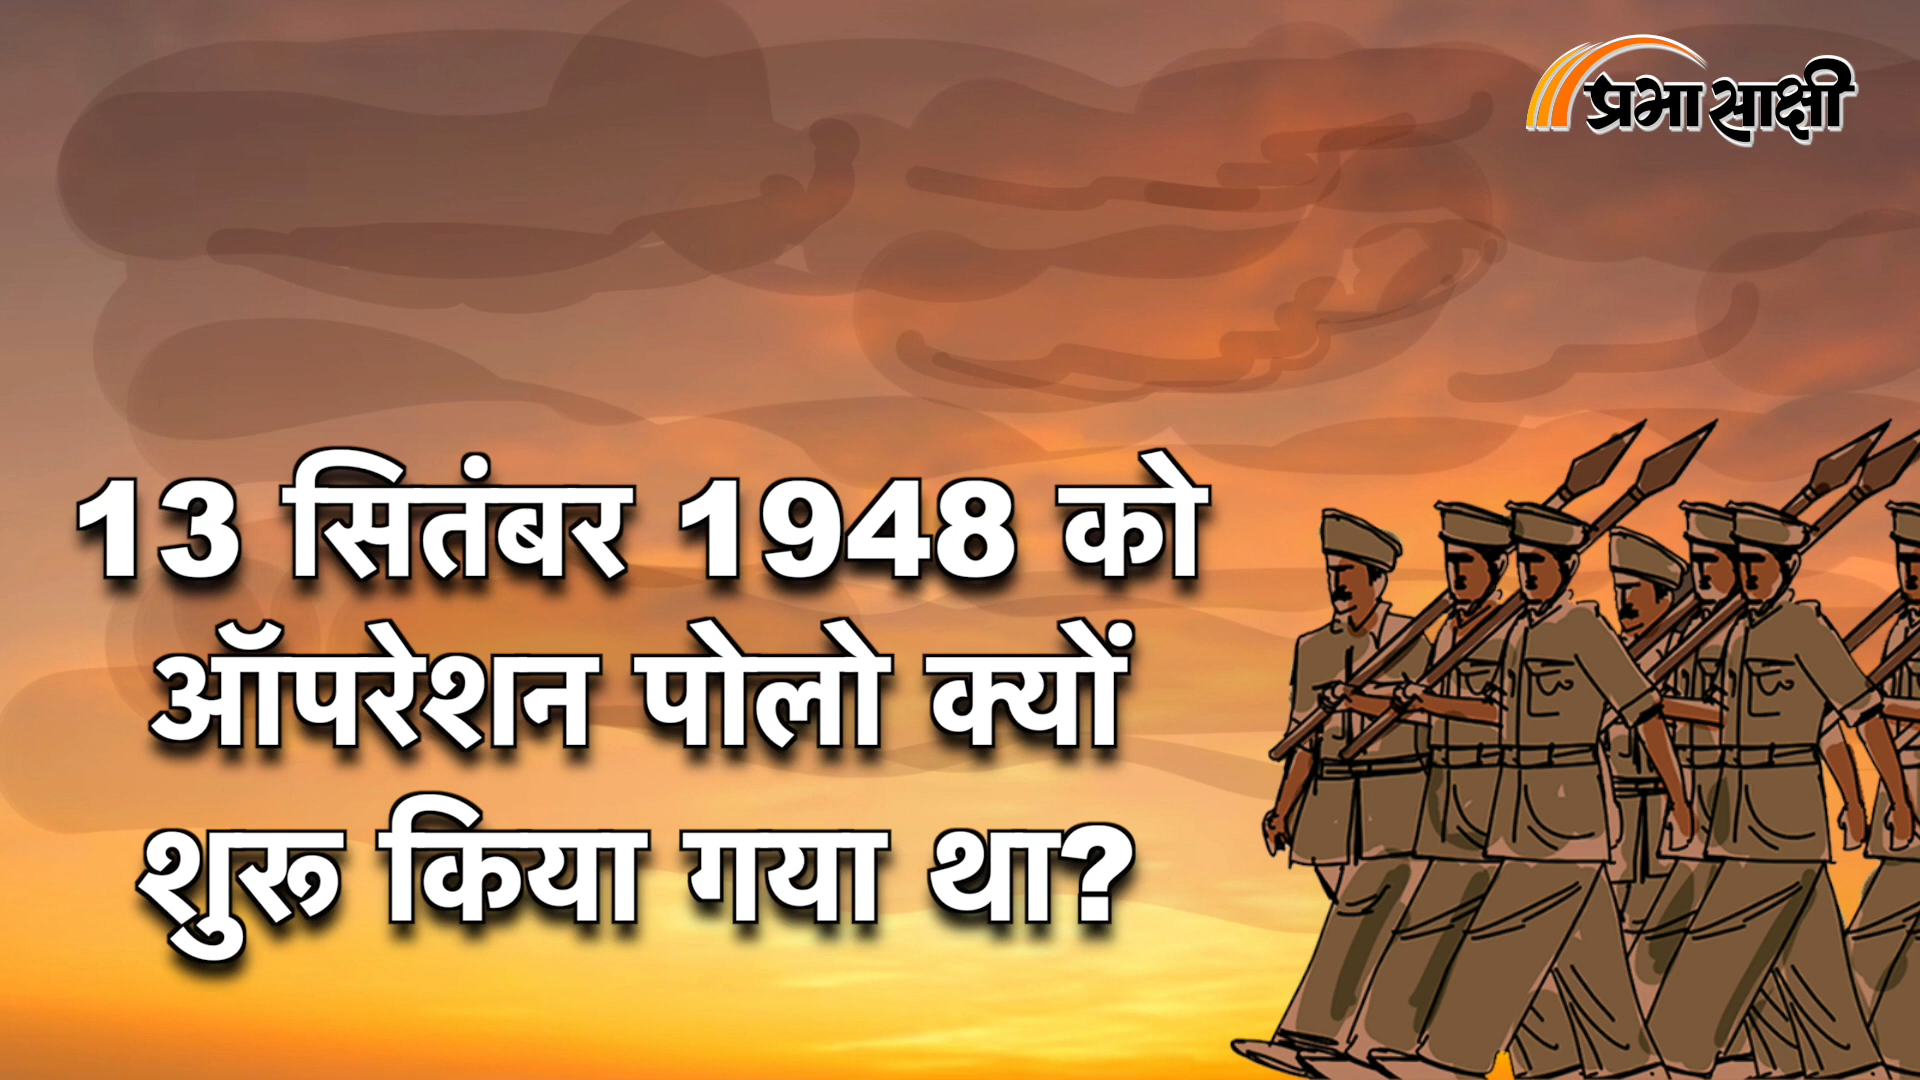 प्रभासाक्षी
13 सितंबर 1948 को
ऑपरेशन पोलो क्यों
शुरू किया गया था?